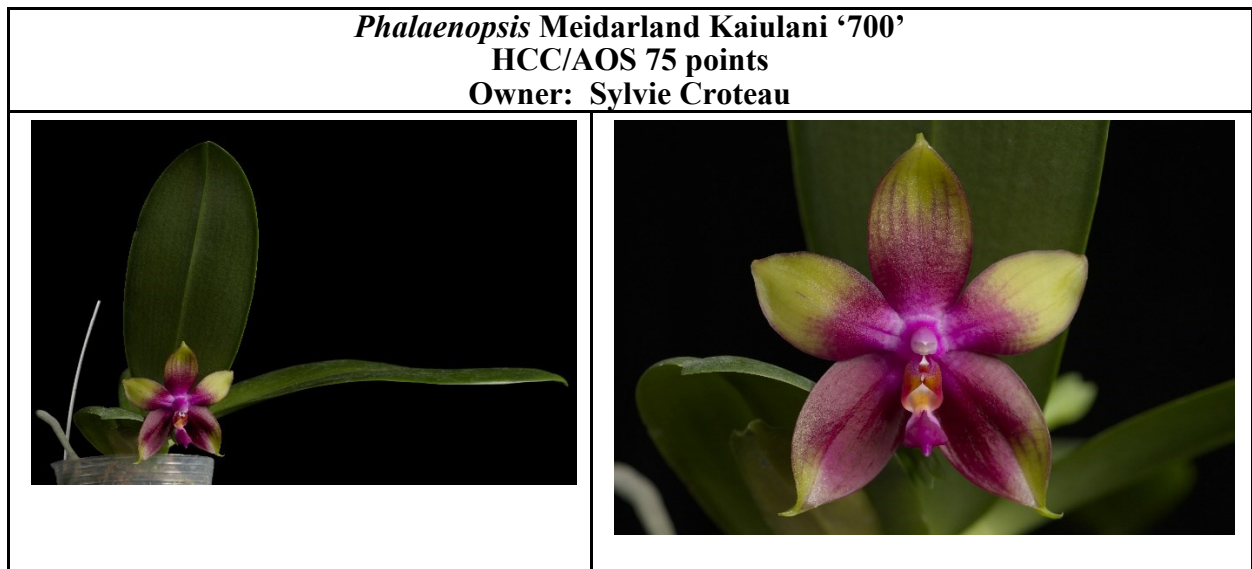 Phalaenopsis Meidarland Kaiulani ‘700’
HCC/AOS 75 points
Owner:  Sylvie Croteau